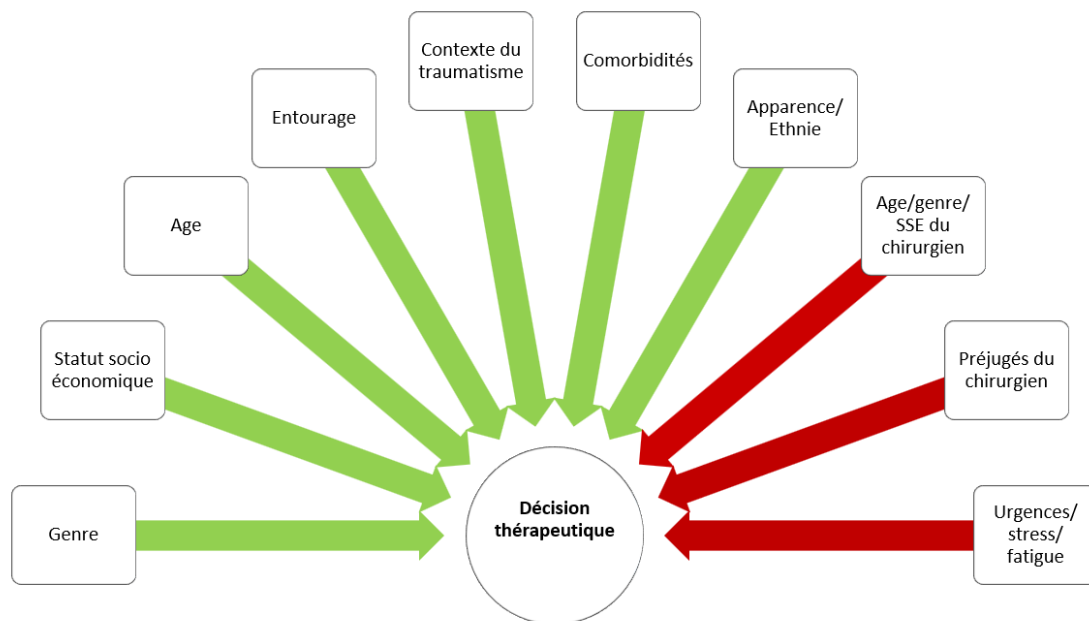 Contexte du
traumatisme
Comorbidités
Entourage
Apparence/
Ethnie
Age
Age/genre/
SSE du
chirurgien
Statut socio
économique
Préjugés du
chirurgien
Genre
Décision
thérapeutique
Urgences/
stress/
fatigue